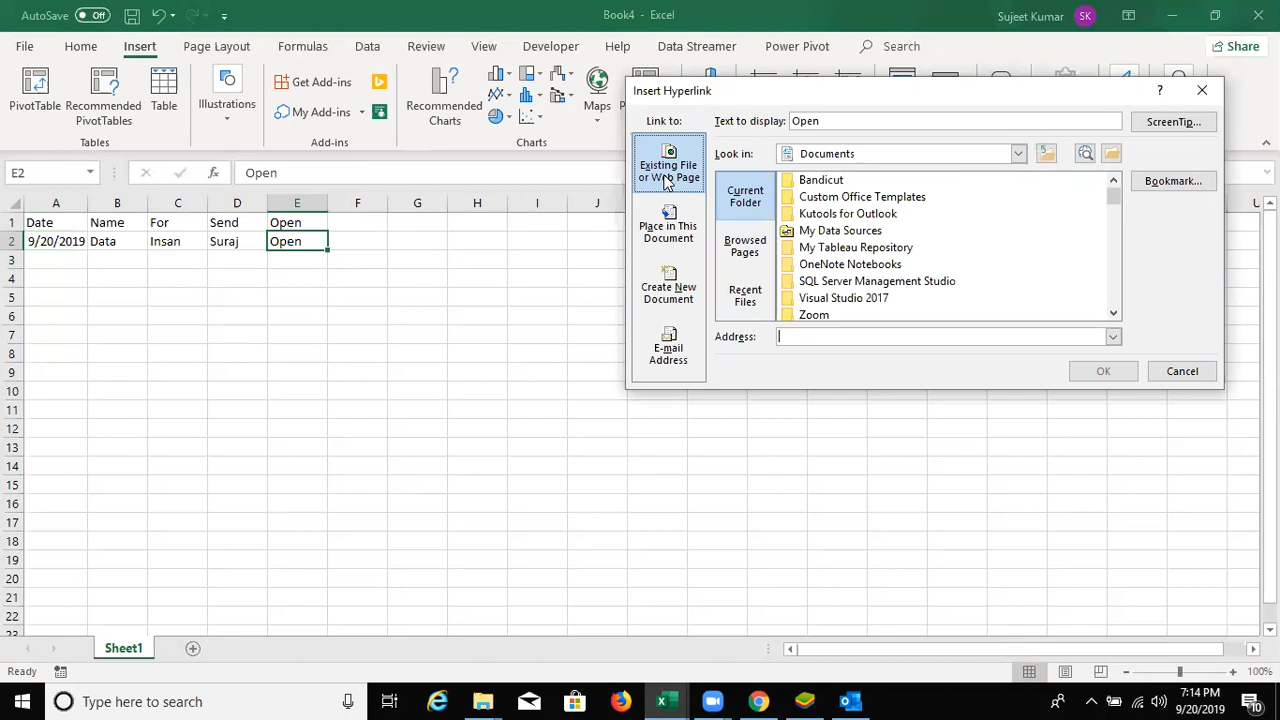 AutoSave Off
Book4 - Excel
Sujeet Kumar SK
File Home Insert Page Layout Formulas Data Review View Developer Help Data Streamer Power Pivot Search Share
PivotTable
Recommended PivotTables
Table
Illustrations
Get Add-ins
My Add-ins
Add-ins
Recommended Charts
Maps
Charts
E2
Open
A B C D E F G H I J U
1 Date Name For Send Open
2 9/20/2019 Data Insan Suraj Open
3
4
5
6
7
8
9
10
11
12
13
14
15
16
17
18
19
20
21
22
23
Insert Hyperlink
?
Link to:
Text to display: Open
ScreenTip...
Existing File or Web Page
Place in This Document
Create New Document
E-mail Address
Look in: Documents
Current Folder
Browsed Pages
Recent Files
Bandicut
Custom Office Templates
Kutools for Outlook
My Data Sources
My Tableau Repository
OneNote Notebooks
SQL Server Management Studio
Visual Studio 2017
Zoom
Bookmark...
Address:
OK
Cancel
Sheet1
Ready
100%
Type here to search
7:14 PM
9/20/2019
10